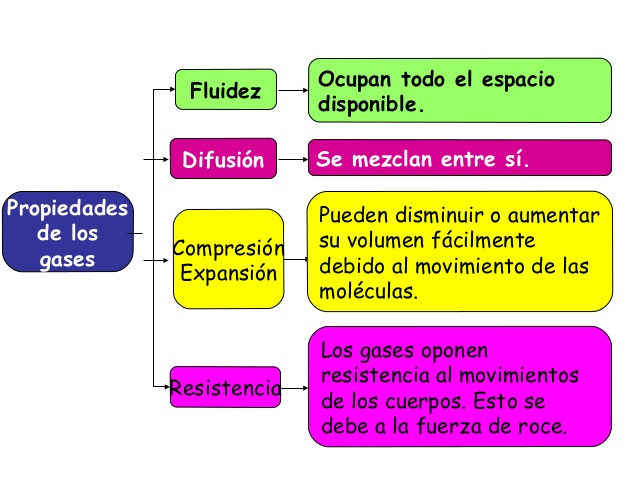 Propiedades
de los
gases
Fluidez
Ocupan todo el espacio
disponible.
Difusión
Se mezclan entre sí.
Compresión
Expansión
Pueden disminuir o aumentar
su volumen fácilmente
debido al movimiento de las
moléculas.
Resistencia
Los gases oponen
resistencia al movimientos
de los cuerpos. Esto se
debe a la fuerza de roce.